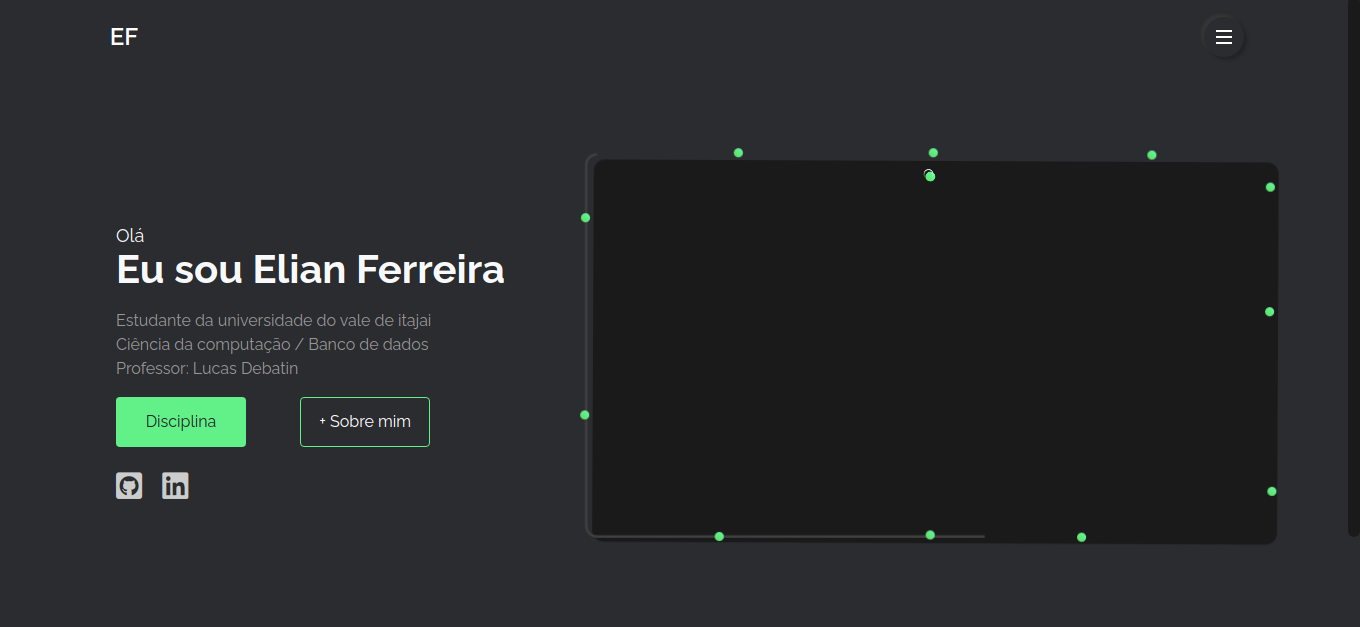 EF
Olá
Eu sou Elian Ferreira
Estudante da universidade do vale de itajai
Ciência da computação / Banco de dados
Professor: Lucas Debatin
Disciplina
+ Sobre mim
in